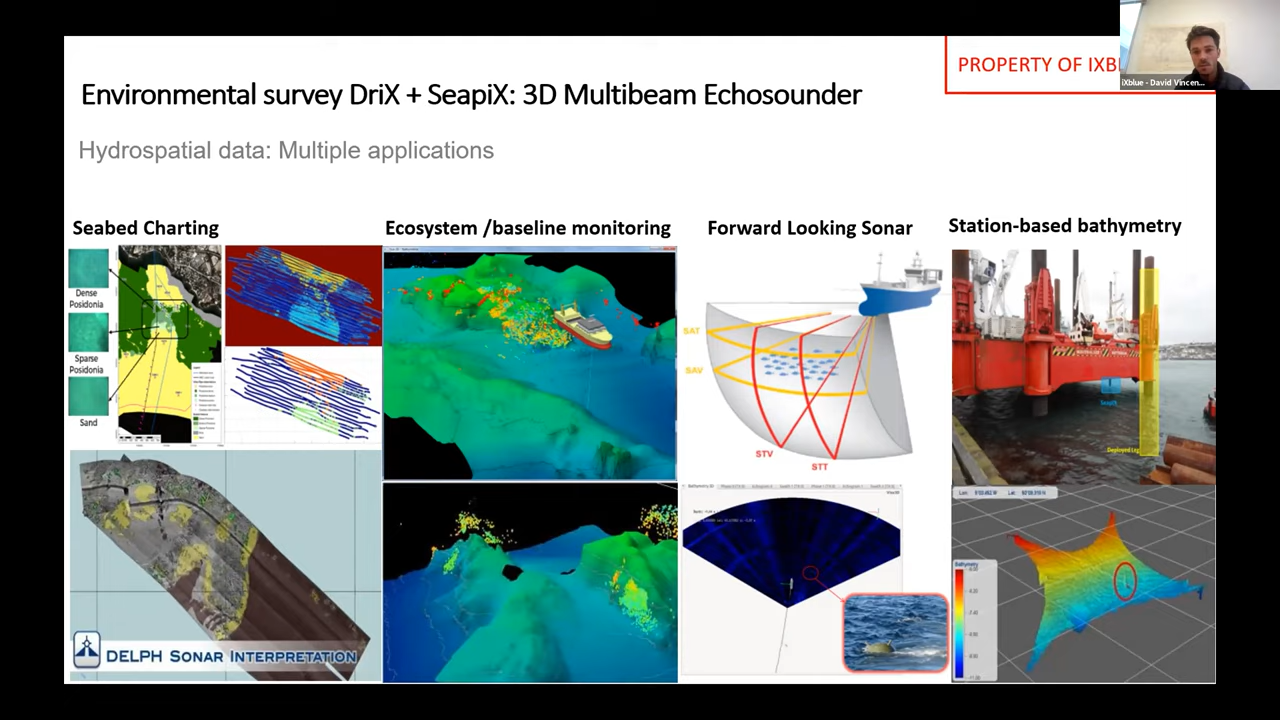 PROPERTY OF IXBL
iXblue - David Vincen...
Environmental survey DriX + SeapiX: 3D Multibeam Echosounder
Hydrospatial data: Multiple applications
Seabed Charting
Ecosystem /baseline monitoring
Forward Looking Sonar
Station-based bathymetry
Dense
Posidonia
Sparse
Posidonia
Sand
DELPH SONAR INTERPRETATION
SAT
SAV
STV
STT
Deployed Leg
Bathymetry